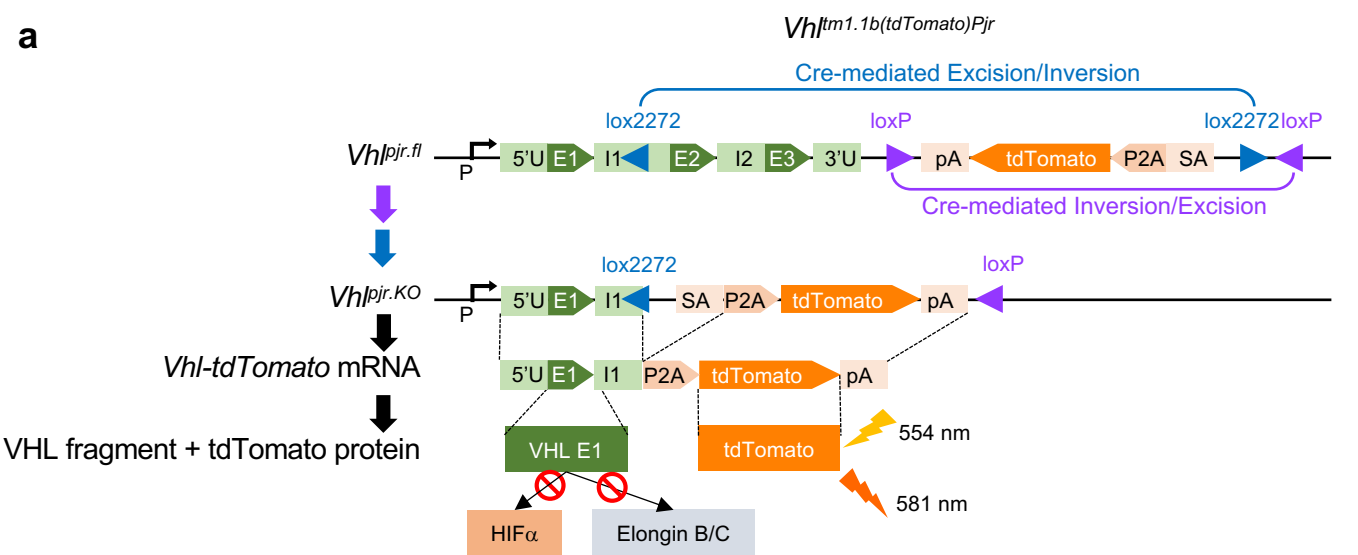 a
Vhltm1.1b(tdTomato)Pjr
Cre-mediated Excision/Inversion
lox2272 loxP lox2272 loxP
Vhlpjr.fl P 5'U E1 I1 E2 I2 E3 3'U pA tdTomato P2A SA
Cre-mediated Inversion/Excision
lox2272 loxP
Vhlpjr.KO P 5'U E1 I1 SA P2A tdTomato pA
Vhl-tdTomato mRNA 5'U E1 I1 P2A tdTomato pA
554 nm
VHL fragment + tdTomato protein VHL E1 tdTomato
581 nm
HIFα Elongin B/C